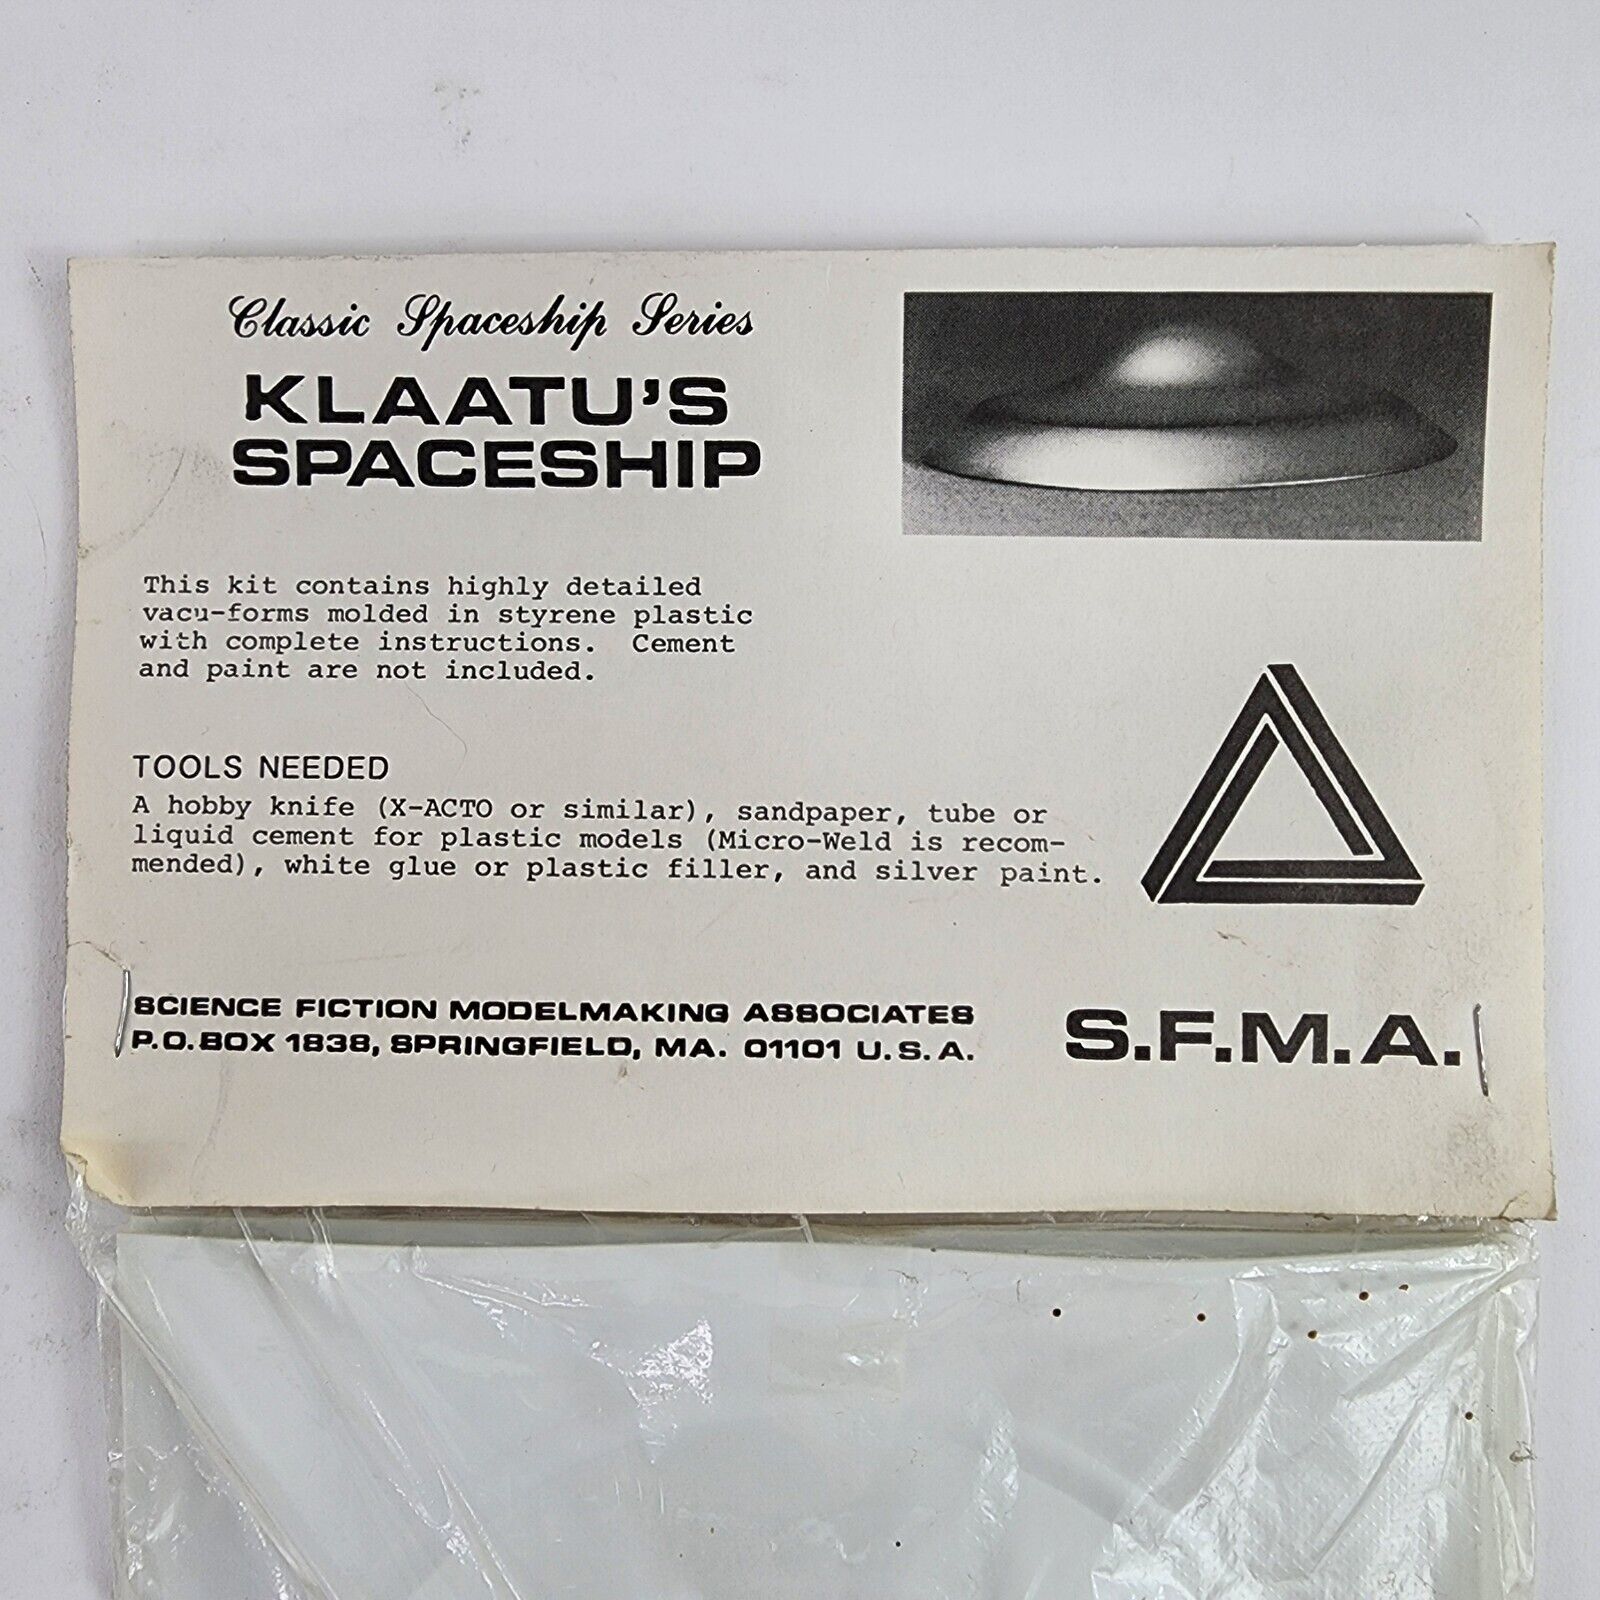 Classic Spaceship Series
KLAATU'S
SPACESHIP
This kit contains highly detailed
vacu-forms molded in styrene plastic
with complete instructions. Cement
and paint are not included.
TOOLS NEEDED
A hobby knife (X-ACTO or similar), sandpaper, tube or
liquid cement for plastic models (Micro-Weld is recom-
mended), white glue or plastic filler, and silver paint.
SCIENCE FICTION MODELMAKING ASSOCIATES
P.O. BOX 1838, SPRINGFIELD, MA. 01101 U.S.A.
S.F.M.A.